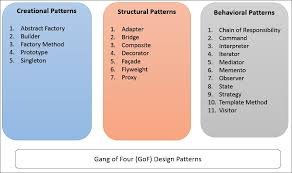 Creational Patterns
1. Abstract Factory
2. Builder
3. Factory Method
4. Prototype
5. Singleton
Structural Patterns
1. Adapter
2. Bridge
3. Composite
4. Decorator
5. Façade
6. Flyweight
7. Proxy
Behavioral Patterns
1. Chain of Responsibility
2. Command
3. Interpreter
4. Iterator
5. Mediator
6. Memento
7. Observer
8. State
9. Strategy
10. Template Method
11. Visitor
Gang of Four (GoF) Design Patterns